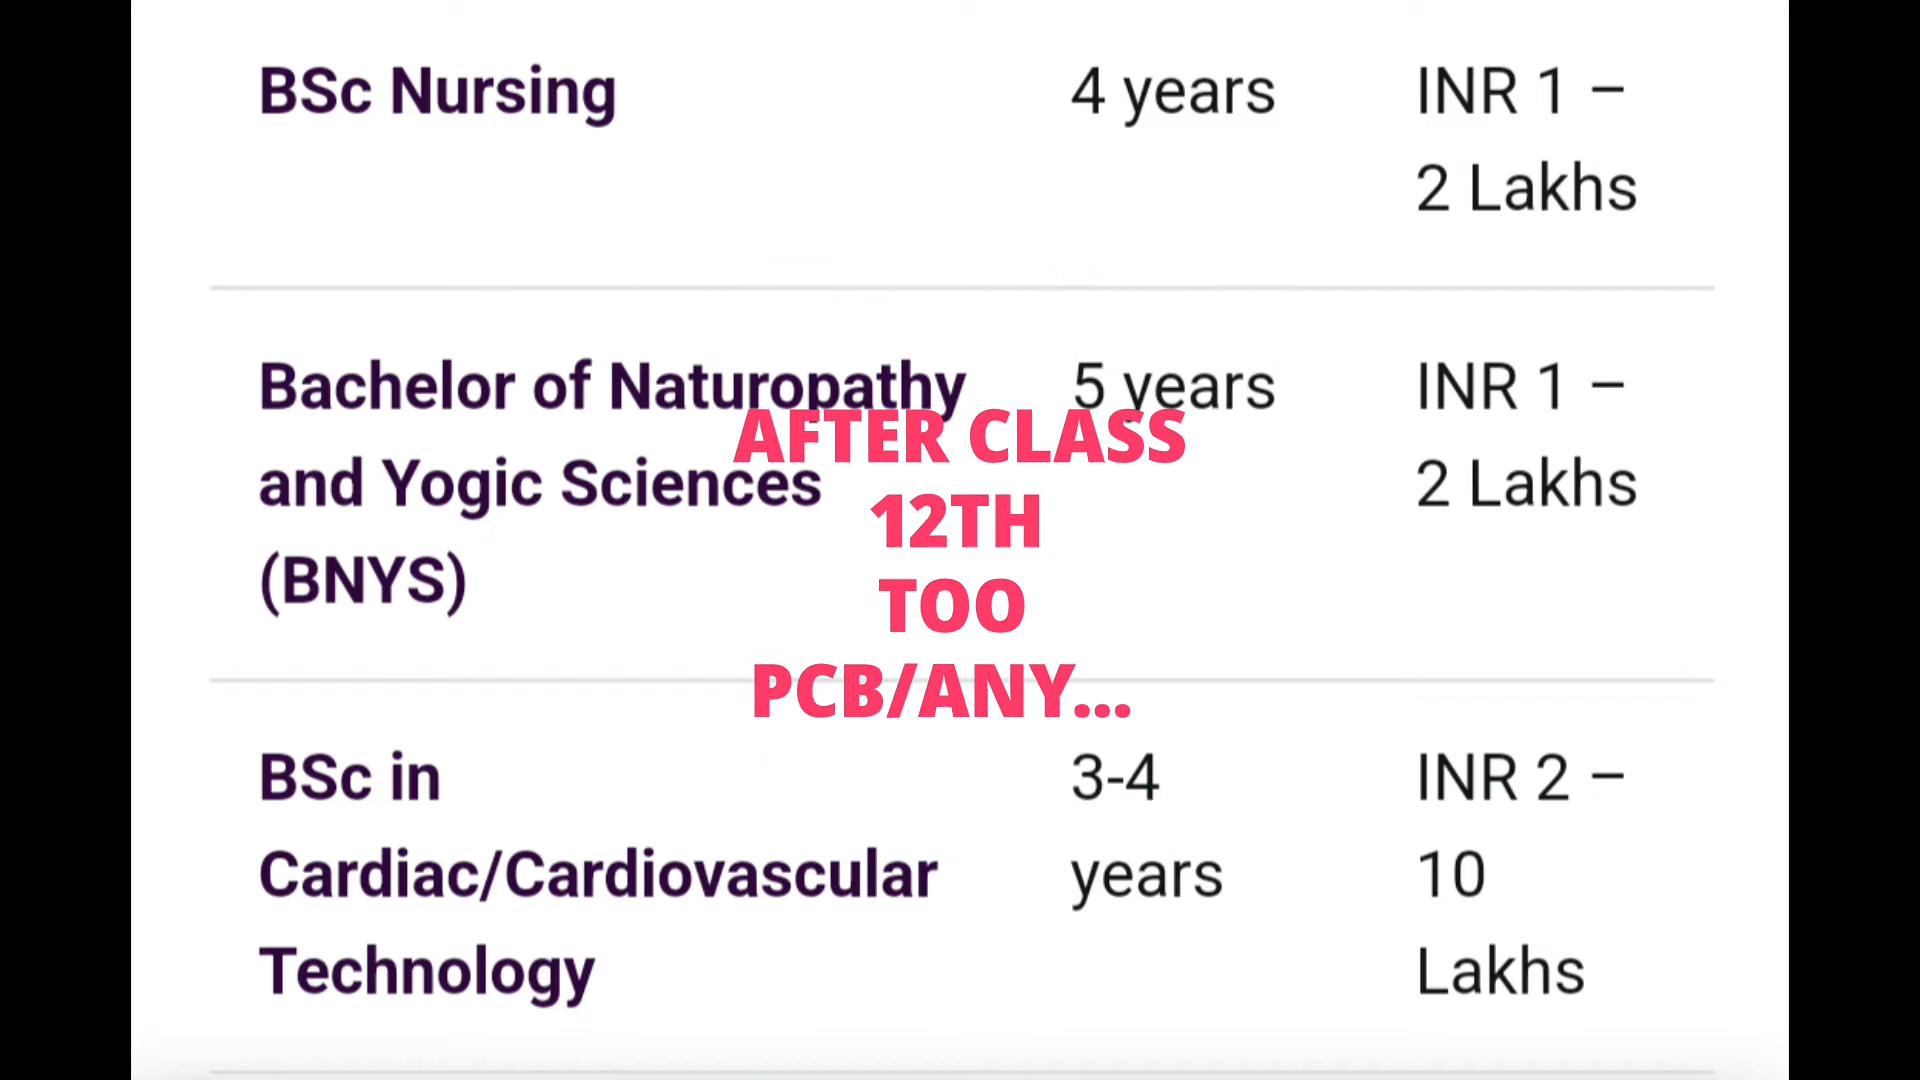 BSc Nursing 4 years INR 1 –
2 Lakhs
Bachelor of Naturopathy 5 years INR 1 –
and Yogic Sciences 2 Lakhs
(BNYS)
AFTER CLASS
12TH
TOO
PCB/ANY...
BSc in 3-4 INR 2 –
Cardiac/Cardiovascular years 10
Technology Lakhs